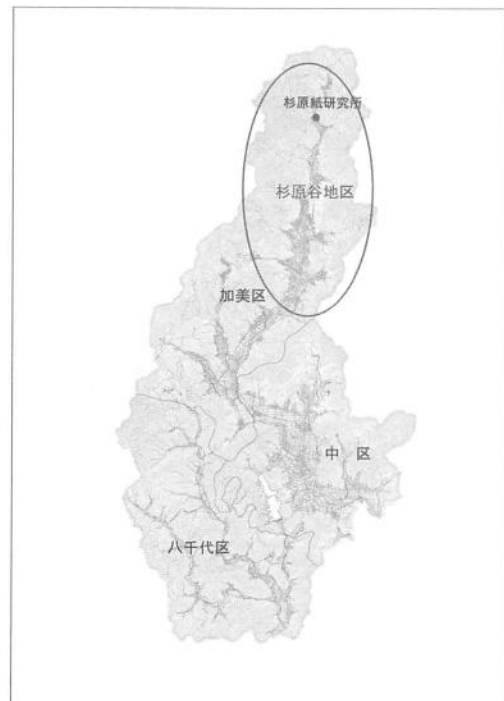 杉原紙研究所
杉原谷地区
加美区
中 区
八千代区